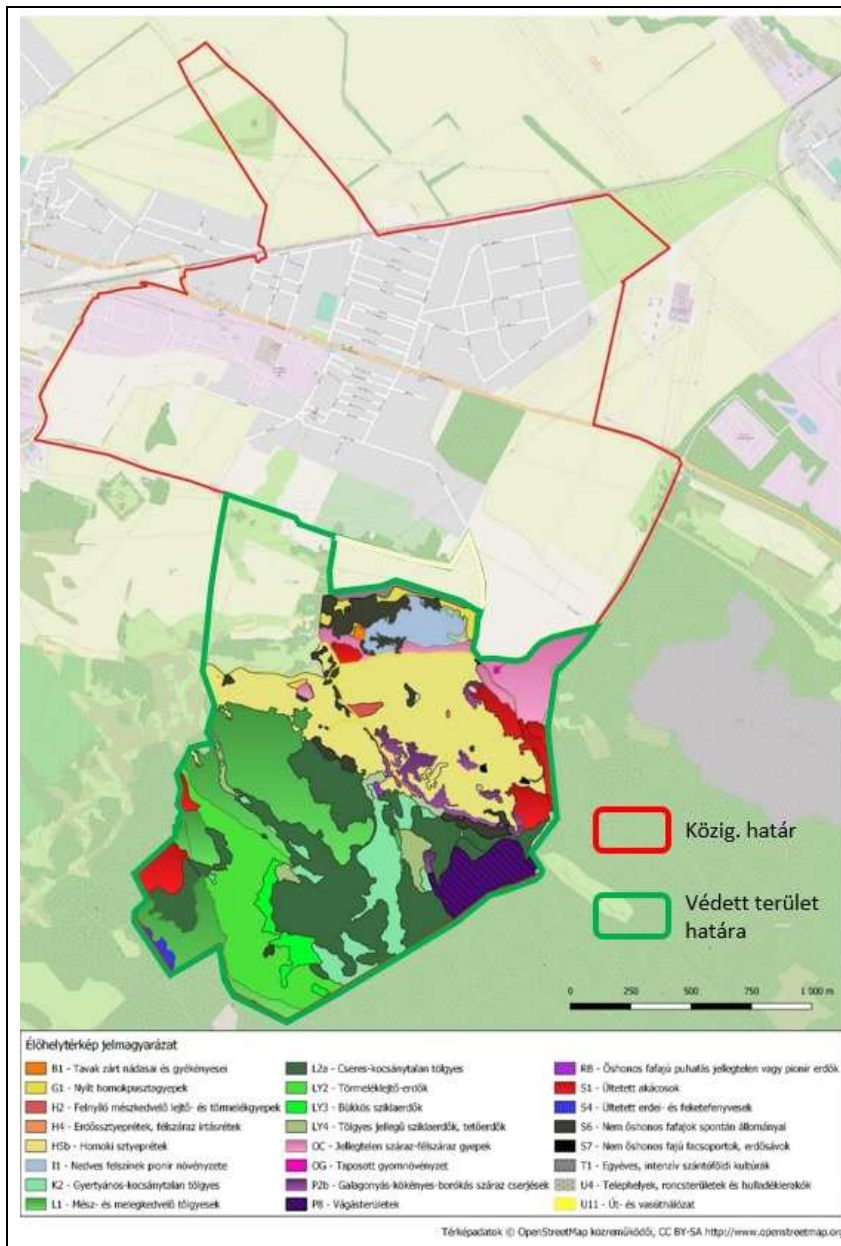 Közig. határ
Védett terület
határa
0 250 500 750 1 000 m
Élőhelytérkép jelmagyarázat
B1 - Tavak zárt nádasai és gyékényesei
G1 - Nyílt homokpusztagyepek
H2 - Felnyíló mészkedvelő lejtő- és törmelékgyepek
H4 - Erdőssztyeprétek, félszáraz irtásrétek
H5b - Homoki sztyeprétek
I1 - Nedves felszínek pionír növényzete
K2 - Gyertyános-kocsánytalan tölgyes
L1 - Mész- és melegkedvelő tölgyesek
L2a - Cseres-kocsánytalan tölgyes
LY2 - Törmeléklejtő-erdők
LY3 - Bükkös sziklaerdők
LY4 - Tölgyes jellegű sziklaerdők, tetőerdők
OC - Jellegtelen száraz-félszáraz gyepek
OG - Taposott gyomnövényzet
P2b - Galagonyás-kökényes-borókás száraz cserjések
P8 - Vágásterületek
RB - Őshonos fafajú puhafás jellegtelen vagy pionír erdők
S1 - Ültetett akácosok
S4 - Ültetett erdei- és feketefenyvesek
S6 - Nem őshonos fafajok spontán állományai
S7 - Nem őshonos fajú facsoportok, erdősávok
T1 - Egyéves, intenzív szántóföldi kultúrák
U4 - Telephelyek, roncsterületek és hulladéklerakók
U11 - Út- és vasúthálózat
Térképadatok © OpenStreetMap közreműködői, CC BY-SA http://www.openstreetmap.org